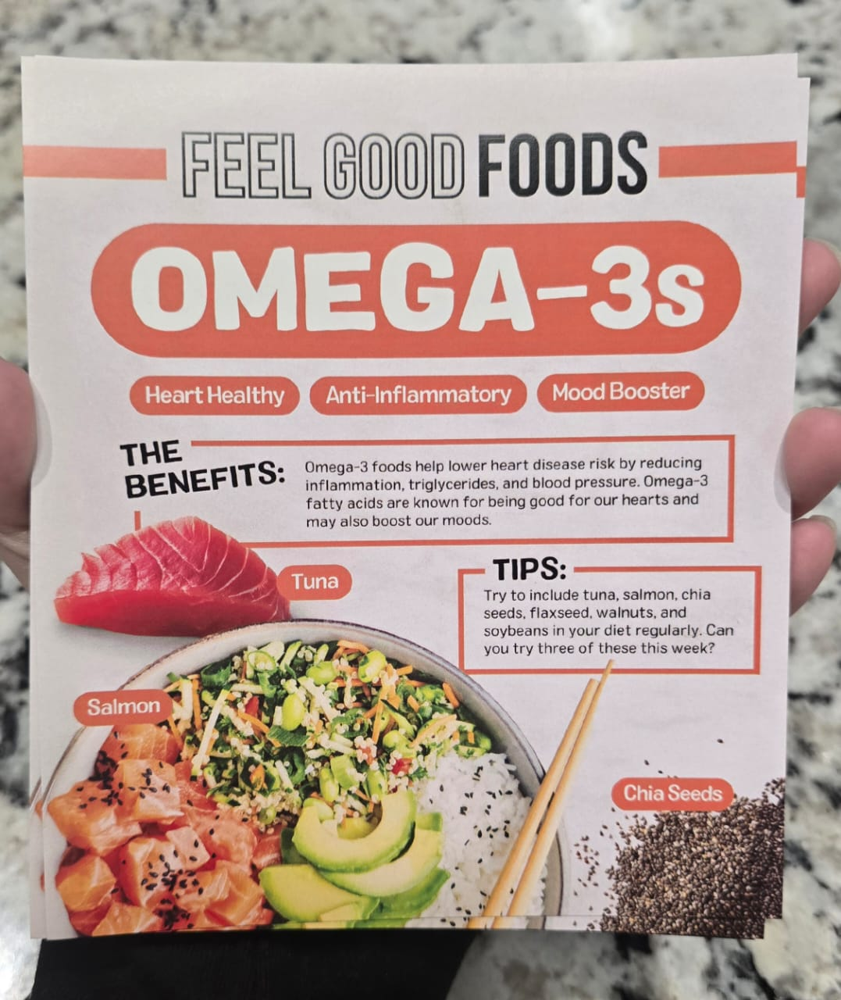 FEEL GOOD FOODS
OMEGA-3s
Heart Healthy
Anti-Inflammatory
Mood Booster
THE
BENEFITS:
Omega-3 foods help lower heart disease risk by reducing
inflammation, triglycerides, and blood pressure. Omega-3
fatty acids are known for being good for our hearts and
may also boost our moods.
Tuna
TIPS:
Try to include tuna, salmon, chia
seeds, flaxseed, walnuts, and
soybeans in your diet regularly. Can
you try three of these this week?
Salmon
Chia Seeds